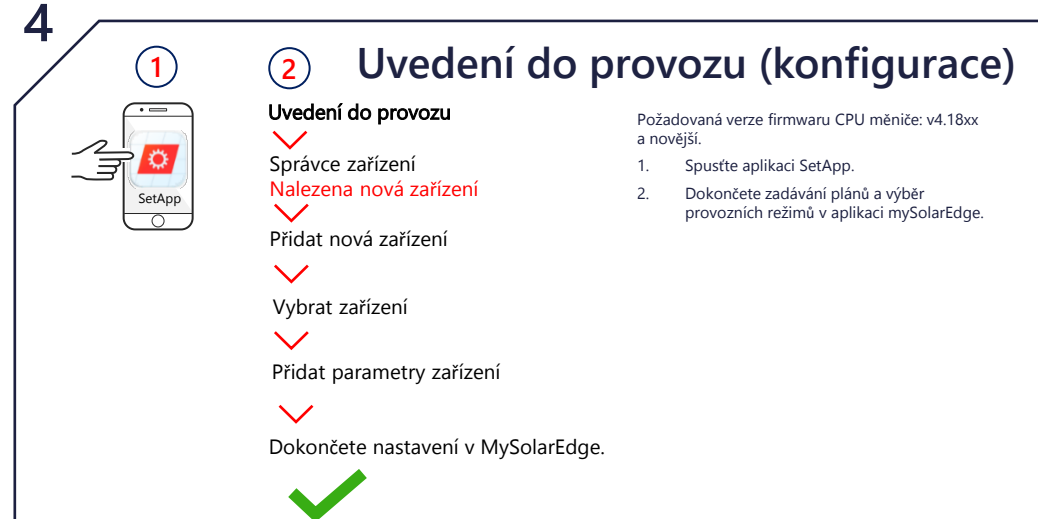 4
1
2
Uvedení do provozu (konfigurace)
SetApp
Uvedení do provozu
Správce zařízení
Nalezena nová zařízení
Přidat nová zařízení
Vybrat zařízení
Přidat parametry zařízení
Dokončete nastavení v MySolarEdge.
Požadovaná verze firmwaru CPU měniče: v4.18xx
a novější.
1. Spusťte aplikaci SetApp.
2. Dokončete zadávání plánů a výběr
provozních režimů v aplikaci mySolarEdge.